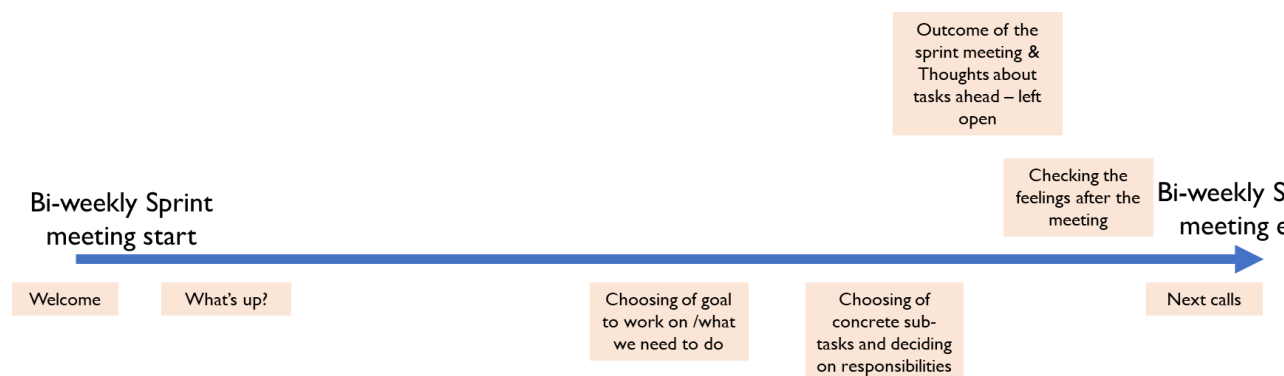 Outcome of the
sprint meeting &
Thoughts about
tasks ahead – left
open
Checking the
feelings after the
meeting
Bi-weekly Sprint
meeting start
Bi-weekly
meeting
Welcome
What's up?
Choosing of goal
to work on /what
we need to do
Choosing of
concrete sub-
tasks and deciding
on responsibilities
Next calls